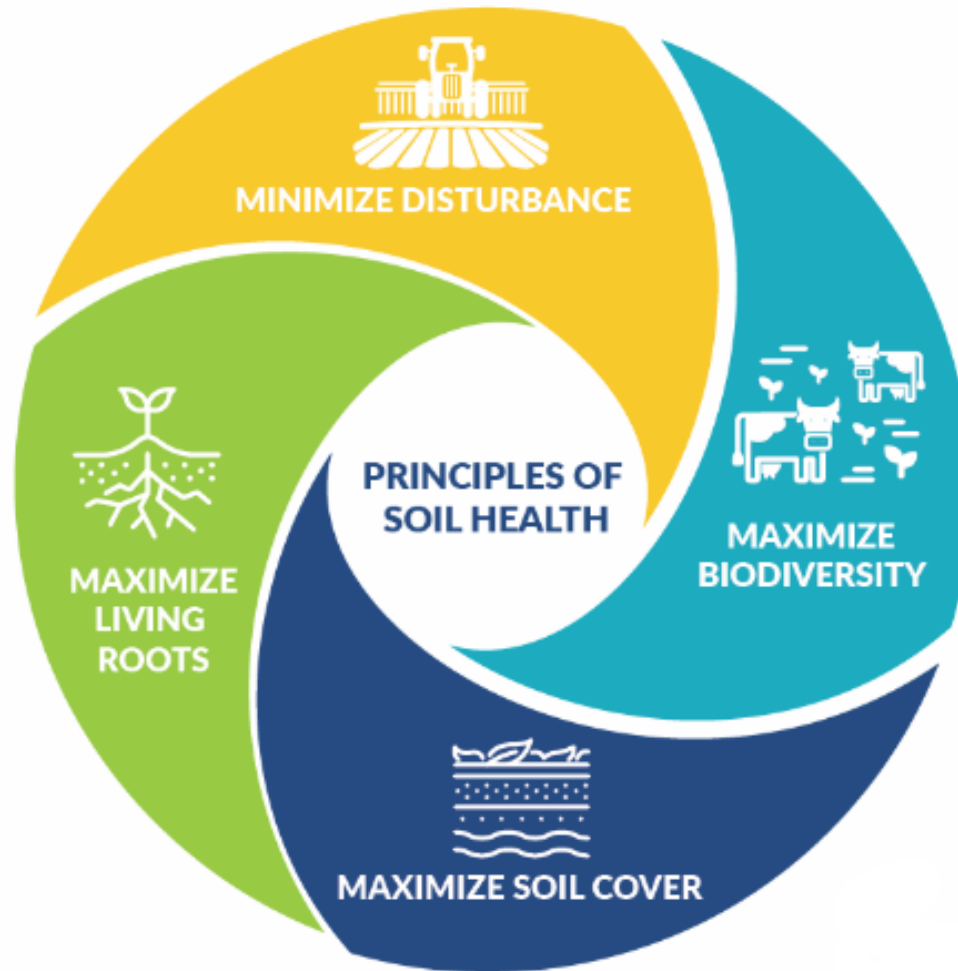 MINIMIZE DISTURBANCE
PRINCIPLES OF
SOIL HEALTH
MAXIMIZE
BIODIVERSITY
MAXIMIZE
LIVING
ROOTS
MAXIMIZE SOIL COVER